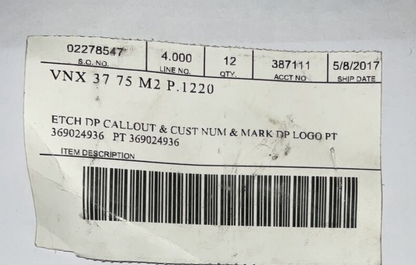 02278547 4.000 12 387111 5/8/2017
S.O. NO. LINE NO. QTY. ACCT NO SHIP DATE
VNX 37 75 M2 P.1220
ETCH DP CALLOUT & CUST NUM & MARK DP LOGO PT
369024936 PT 369024936
ITEM DESCRIPTION